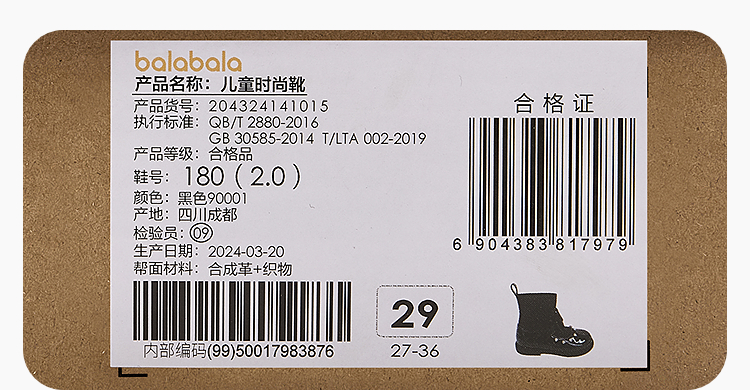 balabala
产品名称：儿童时尚靴
产品货号：204324141015
执行标准：QB/T 2880-2016
GB 30585-2014 T/LTA 002-2019
产品等级：合格品
鞋号：180（2.0）
颜色：黑色90001
产地：四川成都
检验员：09
生产日期：2024-03-20
帮面材料：合成革+织物
内部编码(99)50017983876
29
27-36
合格证
6 904383 817979